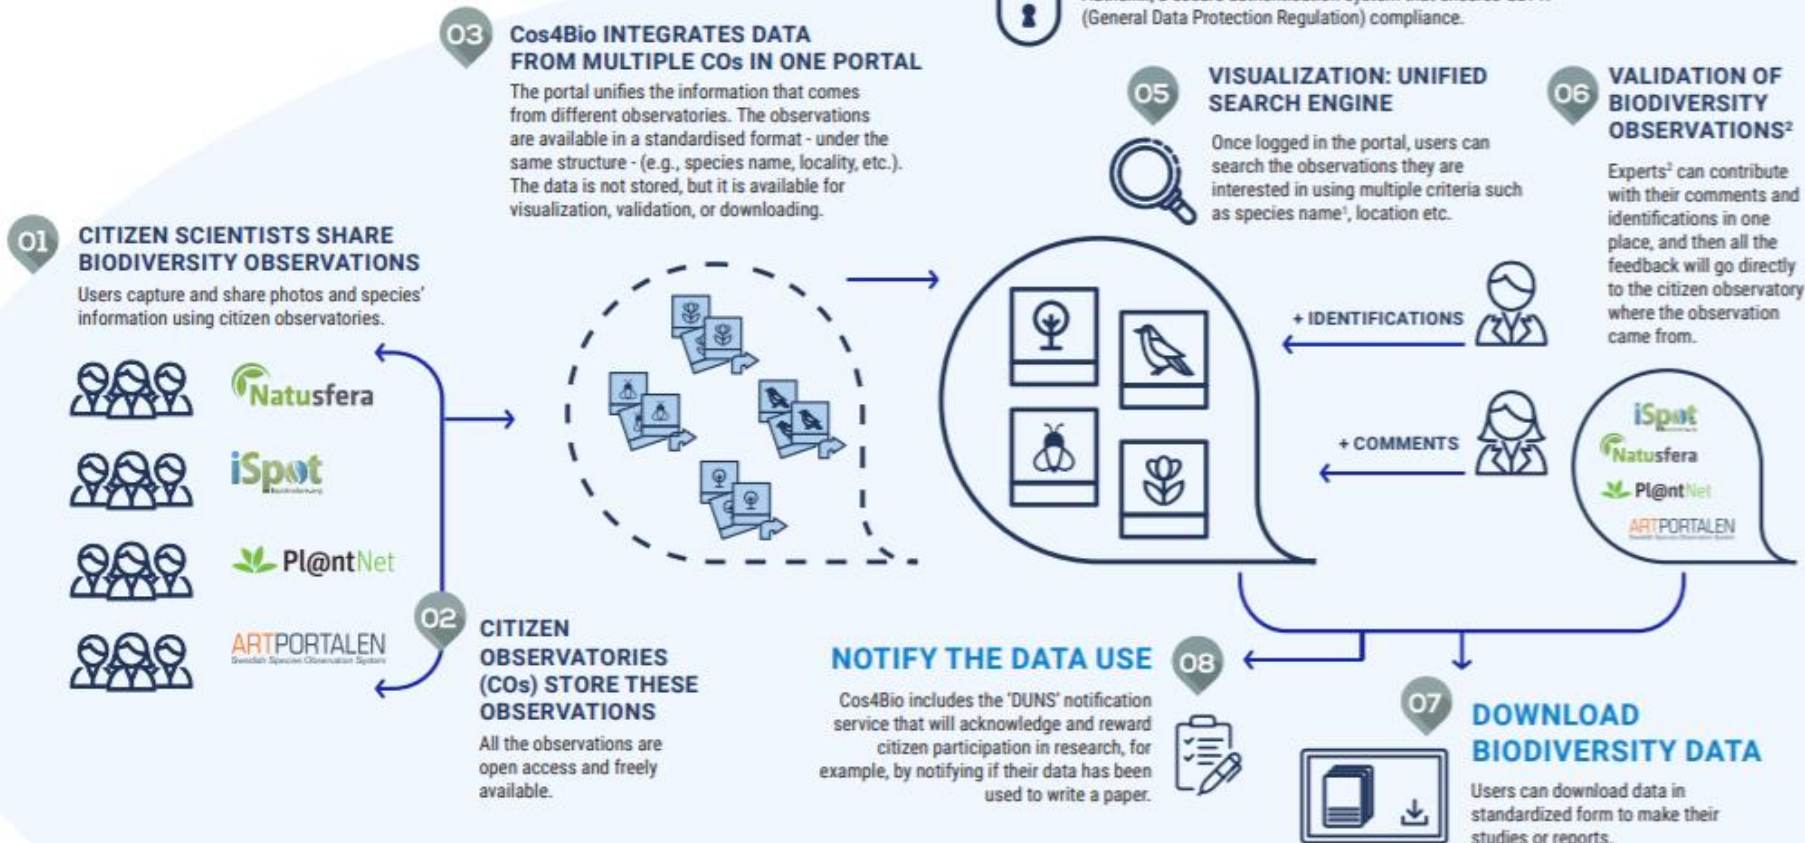 (General Data Protection Regulation) compliance.
03
Cos4Bio INTEGRATES DATA
FROM MULTIPLE COs IN ONE PORTAL
The portal unifies the information that comes
from different observatories. The observations
are available in a standardised format - under the
same structure - (e.g., species name, locality, etc.).
The data is not stored, but it is available for
visualization, validation, or downloading.
05
VISUALIZATION: UNIFIED
SEARCH ENGINE
Once logged in the portal, users can
search the observations they are
interested in using multiple criteria such
as species name¹, location etc.
06
VALIDATION OF
BIODIVERSITY
OBSERVATIONS²
Experts² can contribute
with their comments and
identifications in one
place, and then all the
feedback will go directly
to the citizen observatory
where the observation
came from.
01
CITIZEN SCIENTISTS SHARE
BIODIVERSITY OBSERVATIONS
Users capture and share photos and species'
information using citizen observatories.
Natusfera
iSpot
Pl@ntNet
ARTPORTALEN
Swedish Species Observation System
+ IDENTIFICATIONS
+ COMMENTS
iSpot
Natusfera
Pl@ntNet
ARTPORTALEN
02
CITIZEN
OBSERVATORIES
(COs) STORE THESE
OBSERVATIONS
All the observations are
open access and freely
available.
NOTIFY THE DATA USE
08
Cos4Bio includes the 'DUNS' notification
service that will acknowledge and reward
citizen participation in research, for
example, by notifying if their data has been
used to write a paper.
07
DOWNLOAD
BIODIVERSITY DATA
Users can download data in
standardized form to make their
studies or reports.